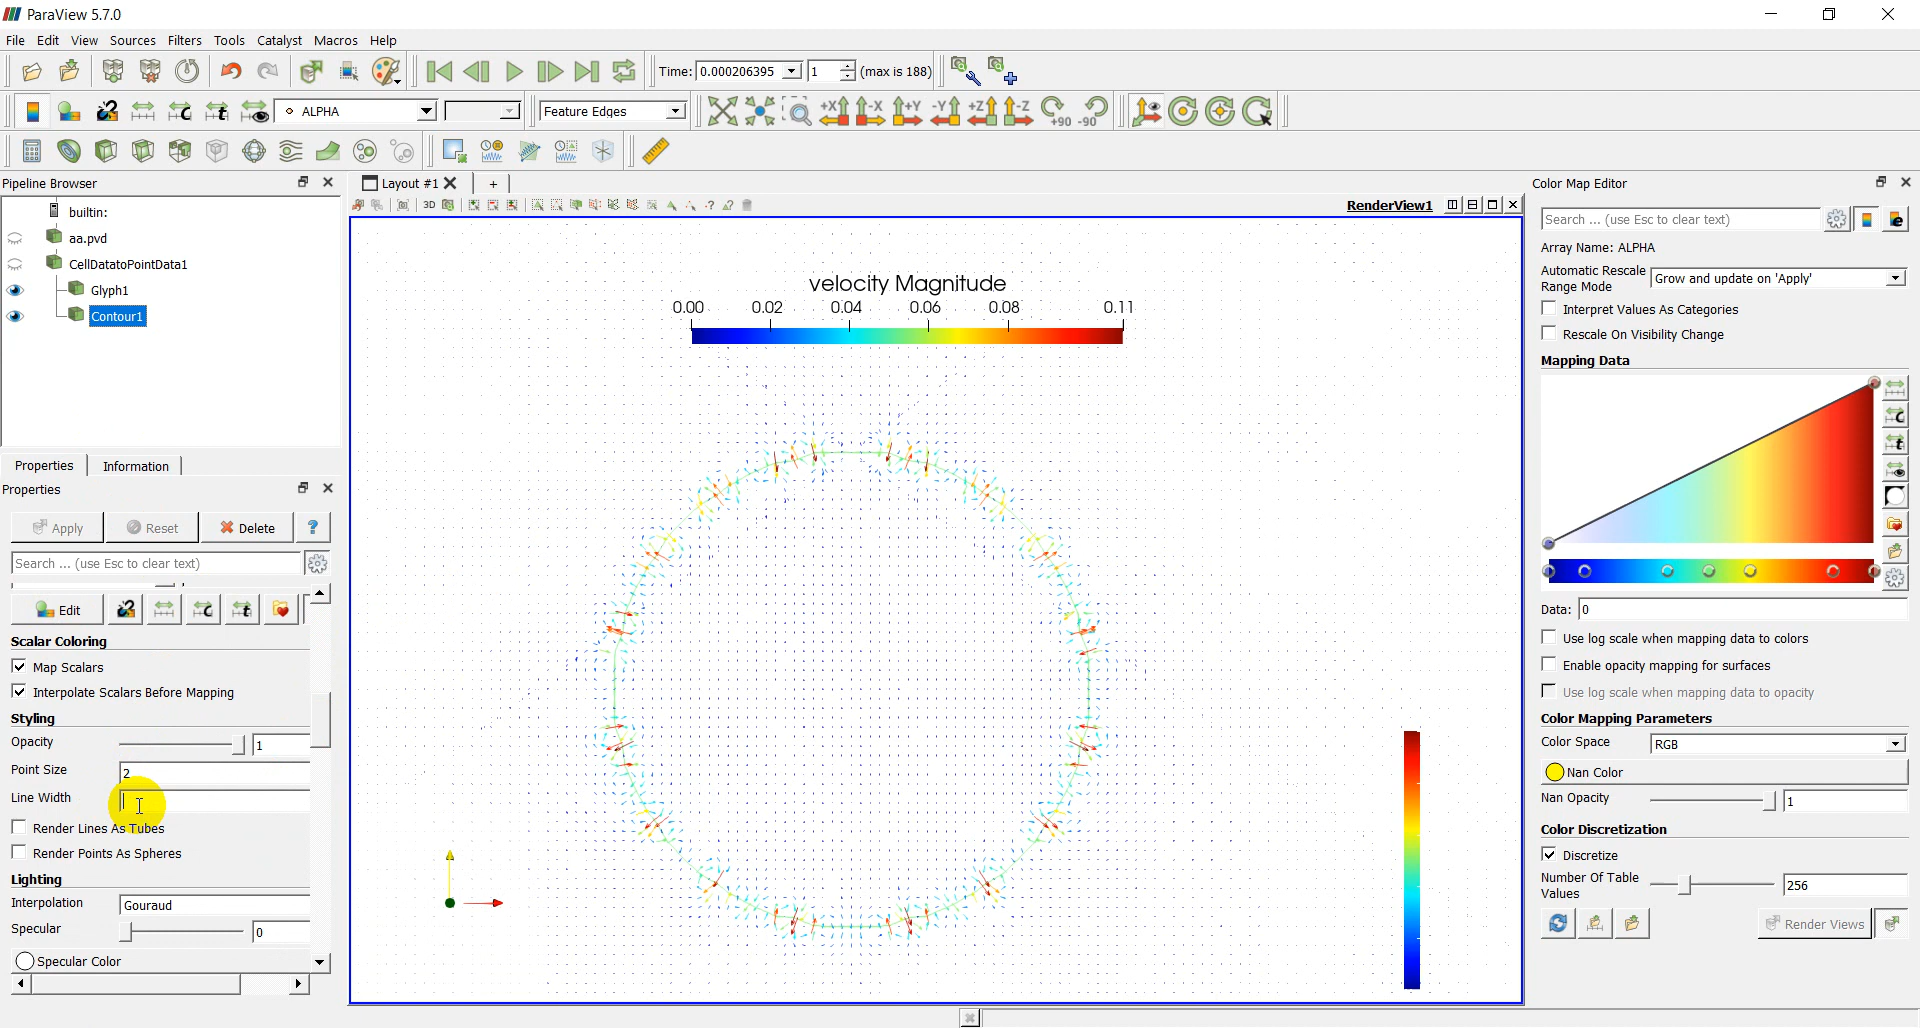 ParaView 5.7.0
File Edit View Sources Filters Tools Catalyst Macros Help
Time: 0.000206395 1 (max is 188)
ALPHA Feature Edges +X -X +Y -Y +Z -Z +90 -90
Pipeline Browser
builtin:
aa.pvd
CellDatatoPointData1
Glyph1
Contour1
Properties Information
Properties
Apply Reset Delete ?
Search ... (use Esc to clear text)
Edit
Scalar Coloring
Map Scalars
Interpolate Scalars Before Mapping
Styling
Opacity 1
Point Size 2
Line Width
Render Lines As Tubes
Render Points As Spheres
Lighting
Interpolation Gouraud
Specular 0
Specular Color
Layout #1 +
3D
RenderView1
velocity Magnitude
0.00 0.02 0.04 0.06 0.08 0.11
Color Map Editor
Search ... (use Esc to clear text)
Array Name: ALPHA
Automatic Rescale
Range Mode
Grow and update on 'Apply'
Interpret Values As Categories
Rescale On Visibility Change
Mapping Data
Data: 0
Use log scale when mapping data to colors
Enable opacity mapping for surfaces
Use log scale when mapping data to opacity
Color Mapping Parameters
Color Space RGB
Nan Color
Nan Opacity 1
Color Discretization
Discretize
Number Of Table
Values
256
Render Views